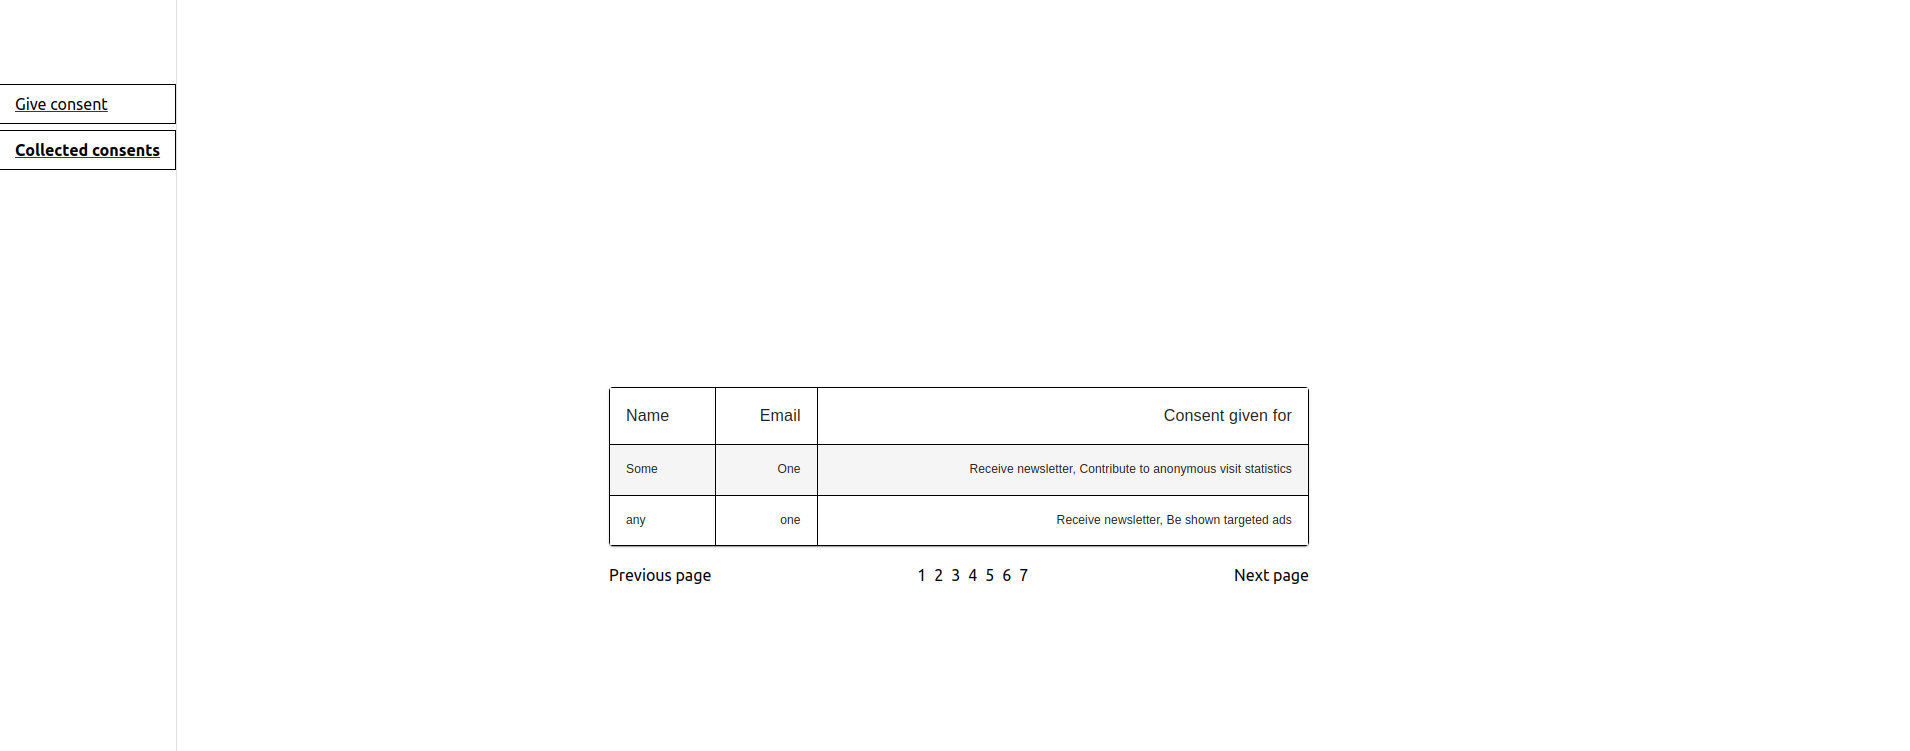 Give consent
Collected consents
Name Email Consent given for
Some One Receive newsletter, Contribute to anonymous visit statistics
any one Receive newsletter, Be shown targeted ads
Previous page 1 2 3 4 5 6 7 Next page